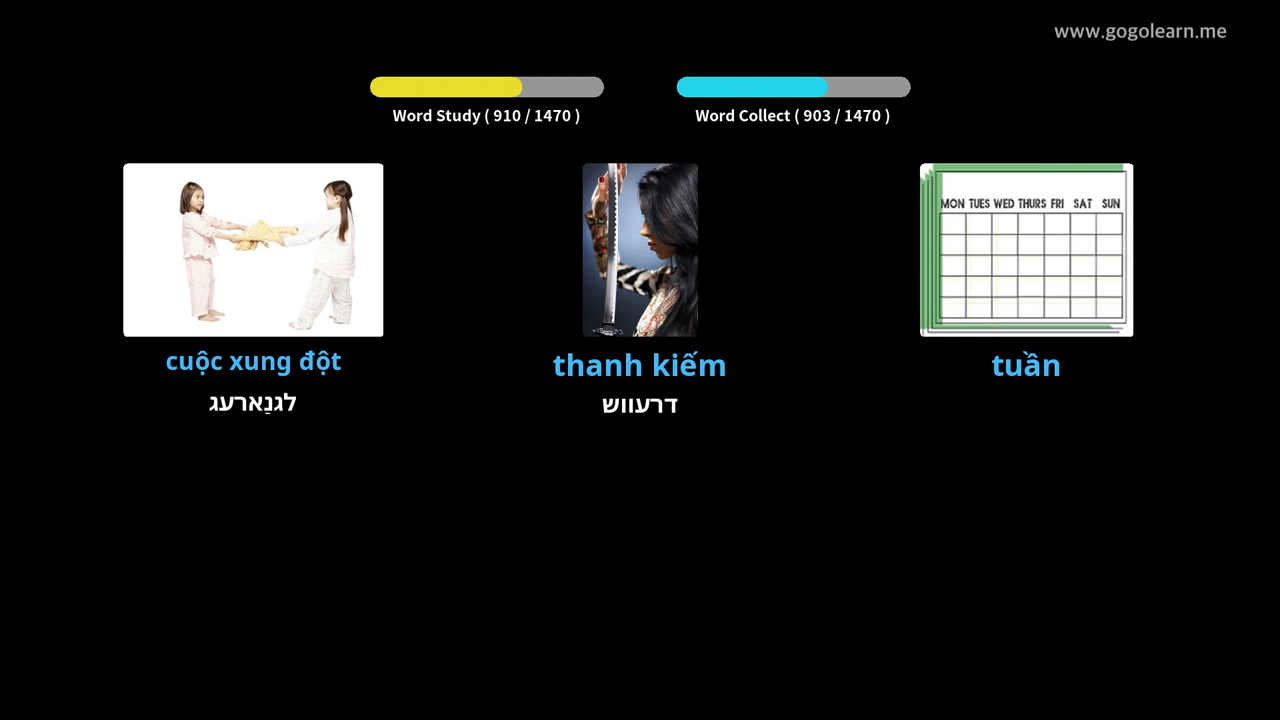 www.gogolearn.me
Word Study ( 910 / 1470 )
Word Collect ( 903 / 1470 )
MON TUES WED THURS FRI SAT SUN
cuộc xung đột
לגנַארעג
thanh kiếm
דרעווש
tuần